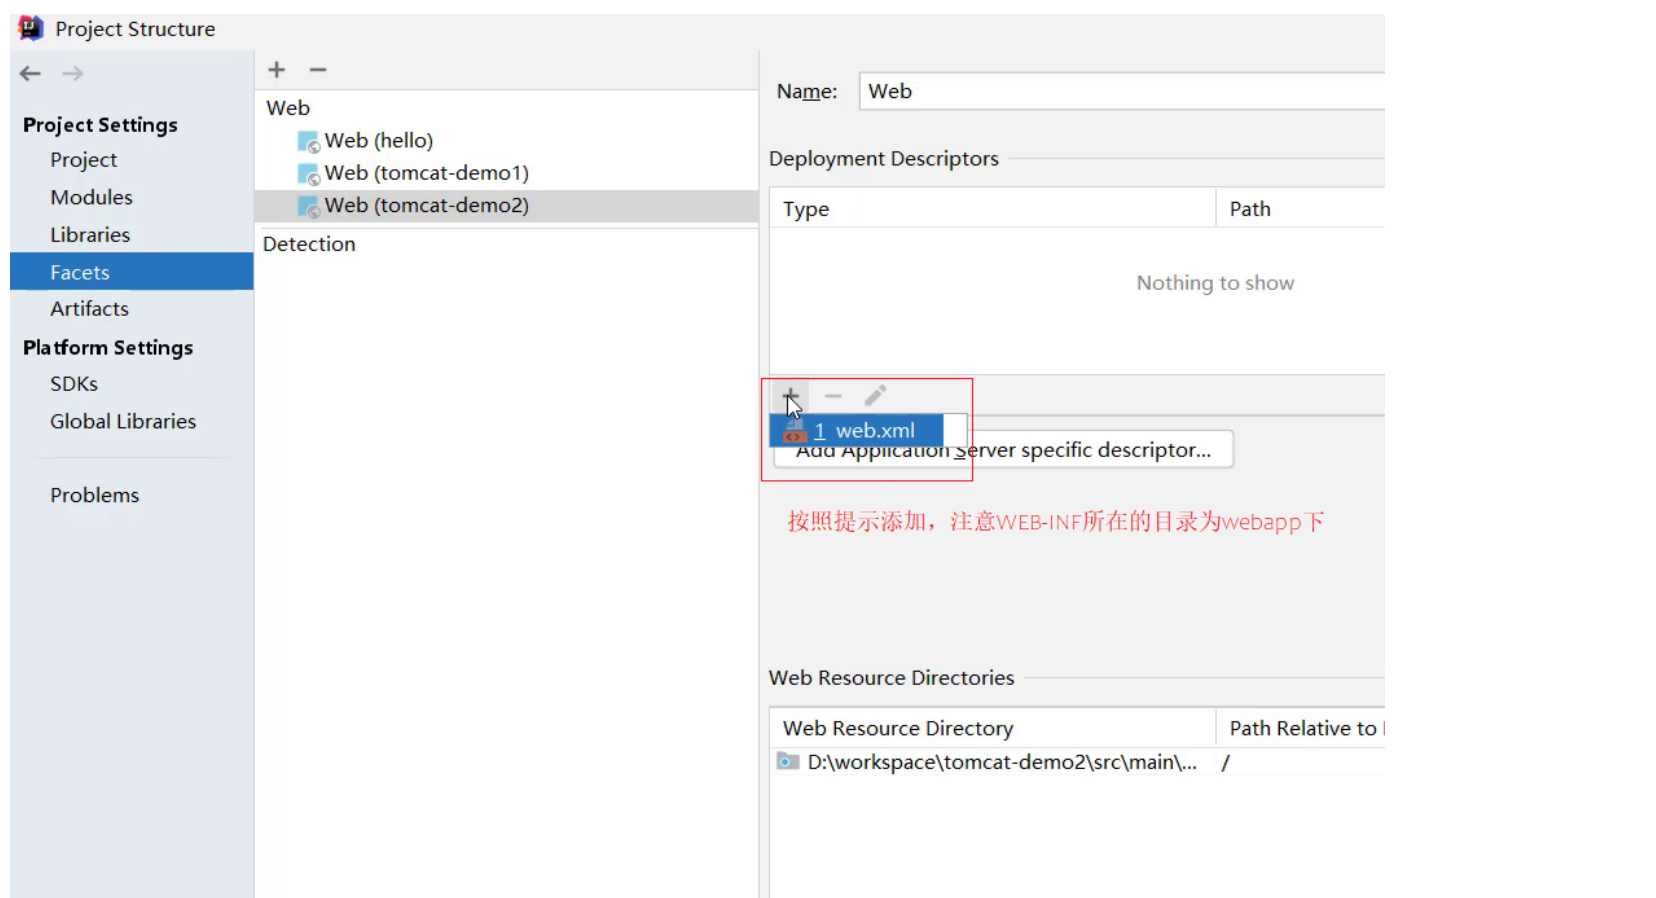 Project Structure
Project Settings
Project
Modules
Libraries
Facets
Artifacts
Platform Settings
SDKs
Global Libraries
Problems
Web
Web (hello)
Web (tomcat-demo1)
Web (tomcat-demo2)
Detection
Name: Web
Deployment Descriptors
Type Path
Nothing to show
1 web.xml
Add Application Server specific descriptor...
按照提示添加，注意WEB-INF所在的目录为webapp下
Web Resource Directories
Web Resource Directory Path Relative to
D:\workspace\tomcat-demo2\src\main\... /